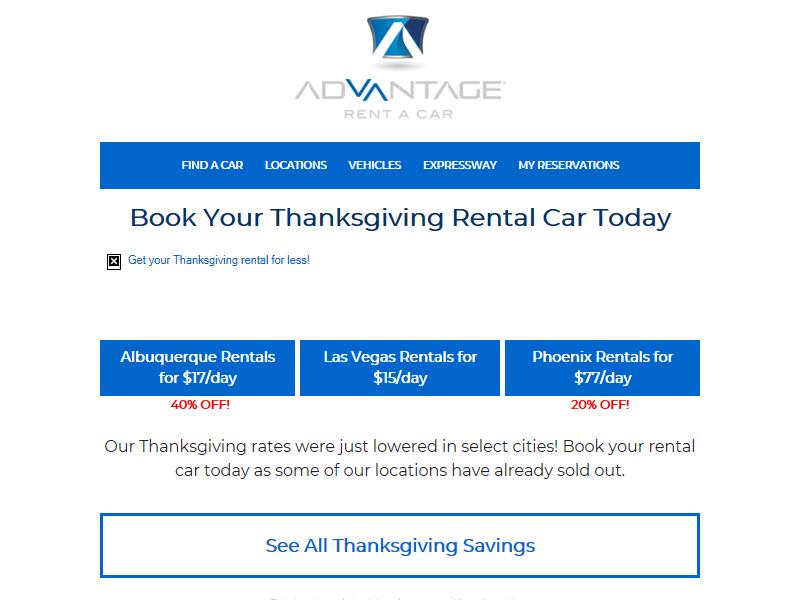 ADVANTAGE
RENT A CAR
FIND A CAR LOCATIONS VEHICLES EXPRESSWAY MY RESERVATIONS
Book Your Thanksgiving Rental Car Today
Get your Thanksgiving rental for less!
Albuquerque Rentals
for $17/day
40% OFF!
Las Vegas Rentals for
$15/day
Phoenix Rentals for
$77/day
20% OFF!
Our Thanksgiving rates were just lowered in select cities! Book your rental
car today as some of our locations have already sold out.
See All Thanksgiving Savings